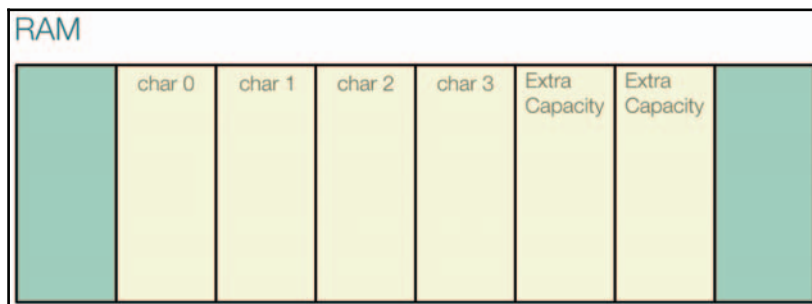 RAM
char 0
char 1
char 2
char 3
Extra
Capacity
Extra
Capacity